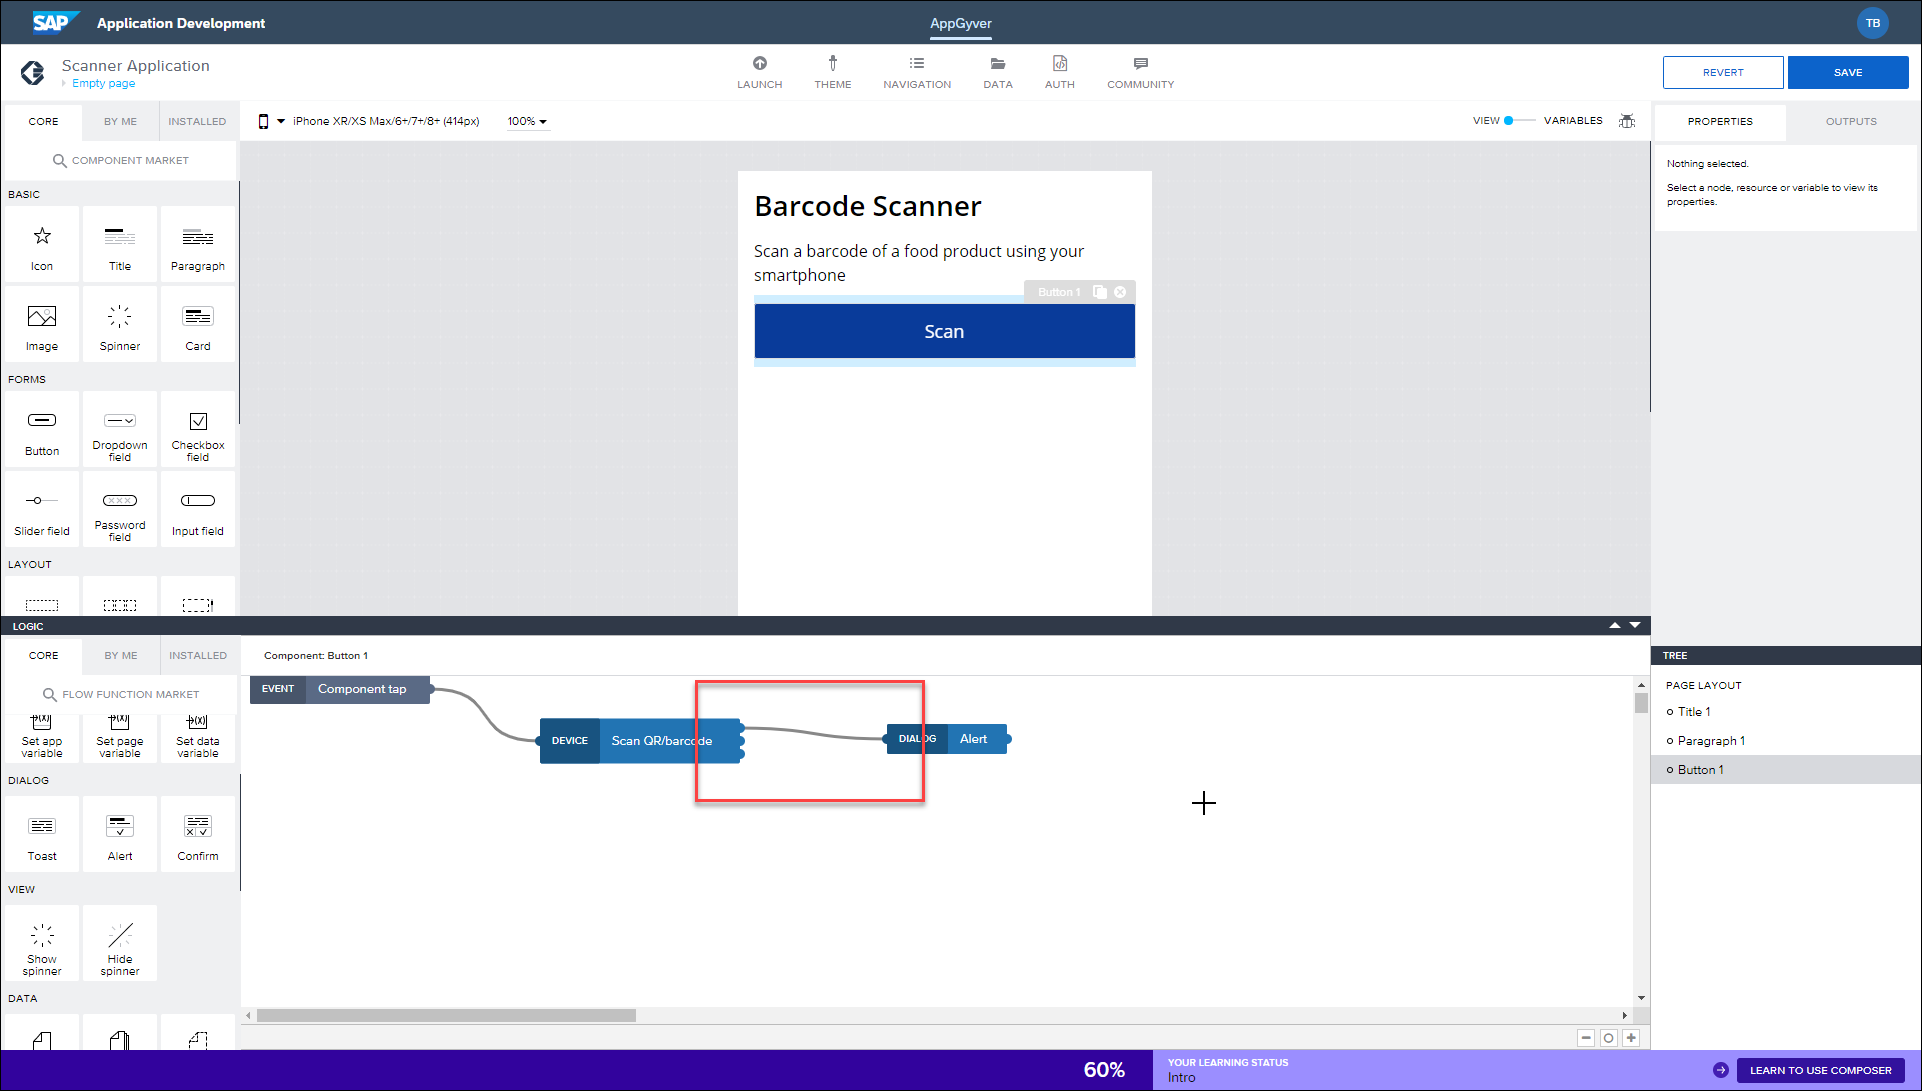 SAP Application Development
AppGyver
TB
Scanner Application
Empty page
LAUNCH
THEME
NAVIGATION
DATA
AUTH
COMMUNITY
REVERT
SAVE
CORE
BY ME
INSTALLED
COMPONENT MARKET
iPhone XR/XS Max/6+/7+/8+ (414px)
100%
VIEW
VARIABLES
PROPERTIES
OUTPUTS
Nothing selected.
Select a node, resource or variable to view its
properties.
BASIC
Icon
Title
Paragraph
Image
Spinner
Card
FORMS
Button
Dropdown
field
Checkbox
field
Slider field
Password
field
Input field
LAYOUT
Barcode Scanner
Scan a barcode of a food product using your
smartphone
Button 1
Scan
LOGIC
CORE
BY ME
INSTALLED
FLOW FUNCTION MARKET
Component: Button 1
Set app
variable
Set page
variable
Set data
variable
DIALOG
Toast
Alert
Confirm
VIEW
Show
spinner
Hide
spinner
DATA
EVENT
Component tap
DEVICE
Scan QR/barcode
DIALOG
Alert
TREE
PAGE LAYOUT
Title 1
Paragraph 1
Button 1
60%
YOUR LEARNING STATUS
Intro
LEARN TO USE COMPOSER